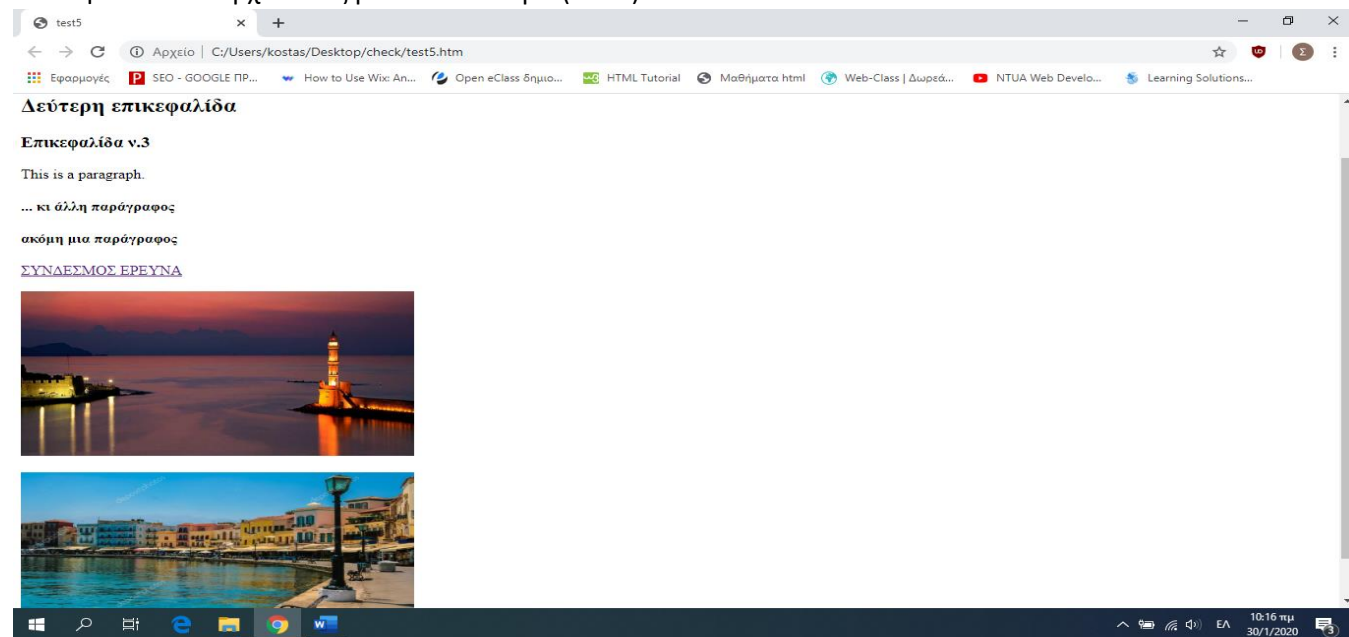 test5
Αρχείο | C:/Users/kostas/Desktop/check/test5.htm
Εφαρμογές SEO - GOOGLE ΠΡ... How to Use Wix: An... Open eClass δημιο... HTML Tutorial Μαθήματα html Web-Class | Δωρεά... NTUA Web Develo... Learning Solutions...
Δεύτερη επικεφαλίδα
Επικεφαλίδα ν.3
This is a paragraph.
... κι άλλη παράγραφος
ακόμη μια παράγραφος
ΣΥΝΔΕΣΜΟΣ ΕΡΕΥΝΑ
ΕΛ 10:16 πμ
30/1/2020